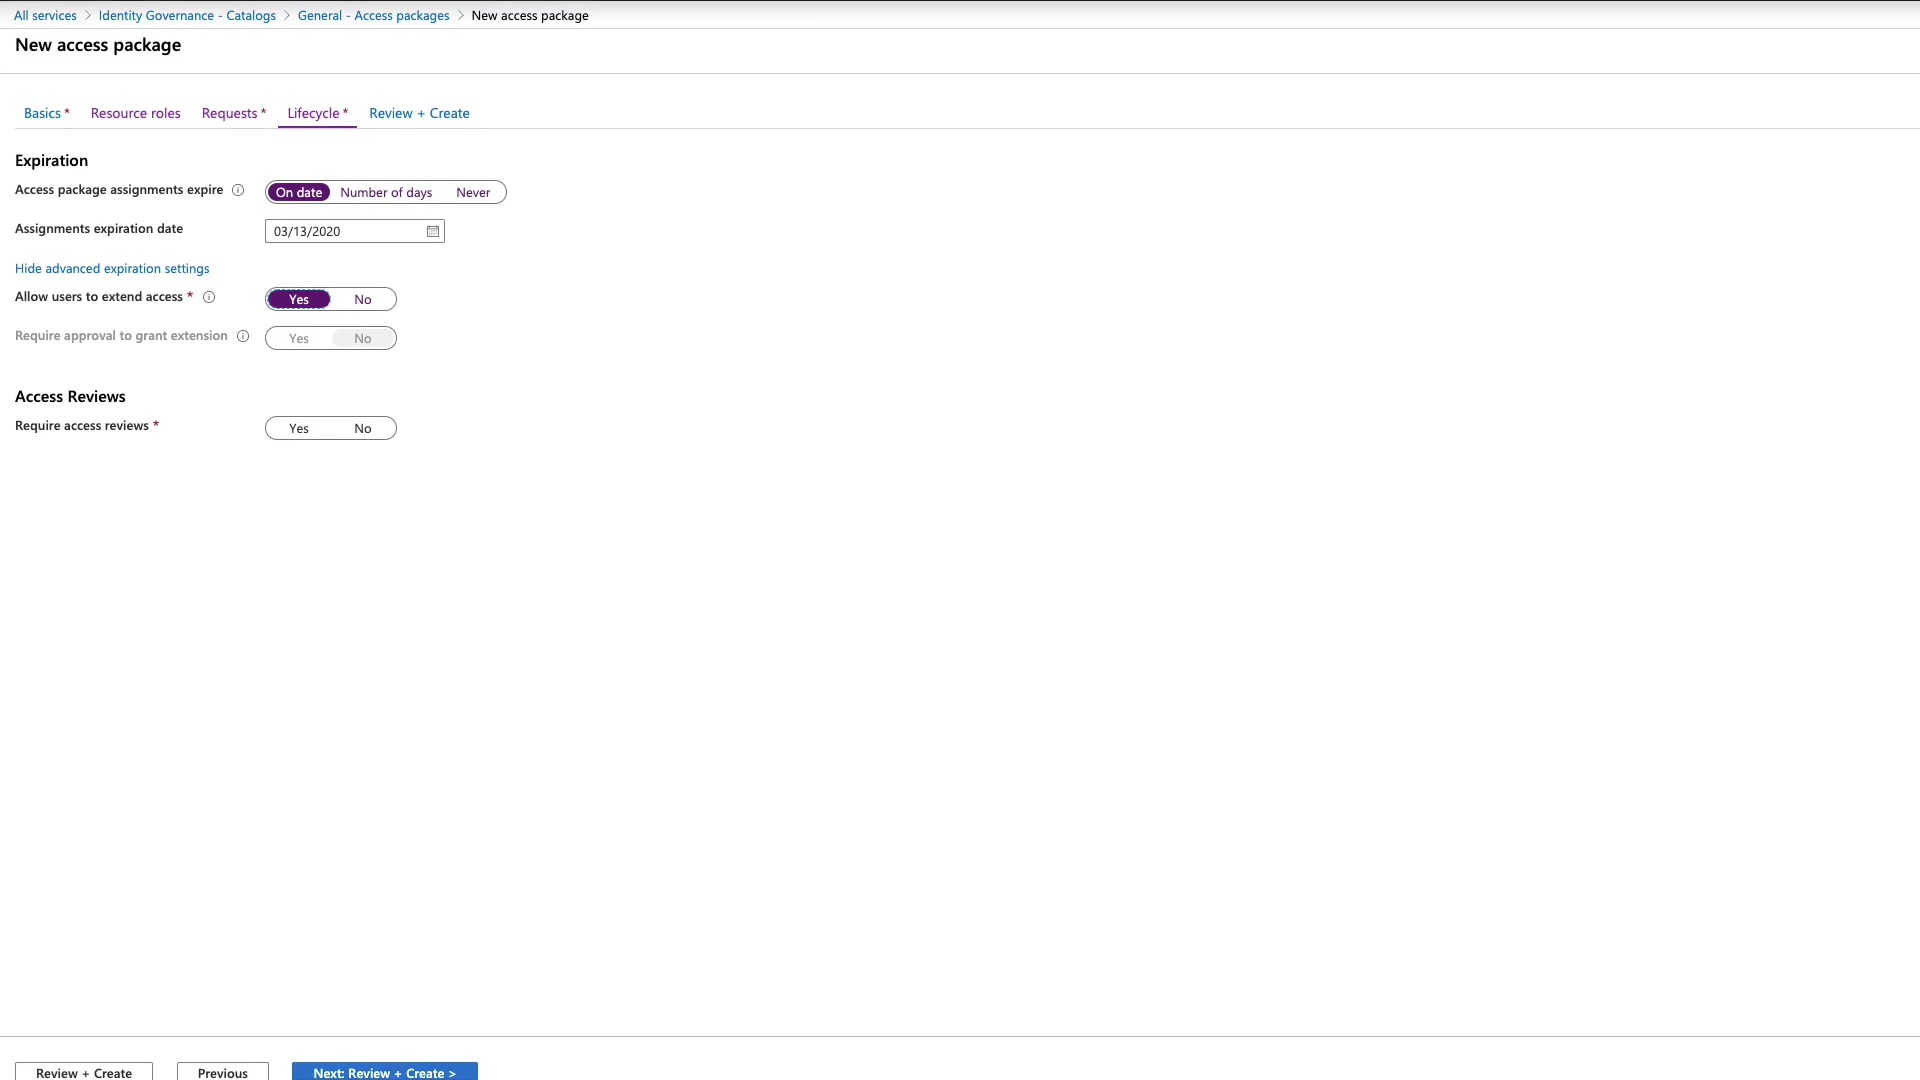 All services > Identity Governance - Catalogs > General - Access packages > New access package
New access package
Basics * Resource roles Requests * Lifecycle * Review + Create
Expiration
Access package assignments expire On date Number of days Never
Assignments expiration date 03/13/2020
Hide advanced expiration settings
Allow users to extend access * Yes No
Require approval to grant extension Yes No
Access Reviews
Require access reviews * Yes No
Review + Create Previous Next: Review + Create >